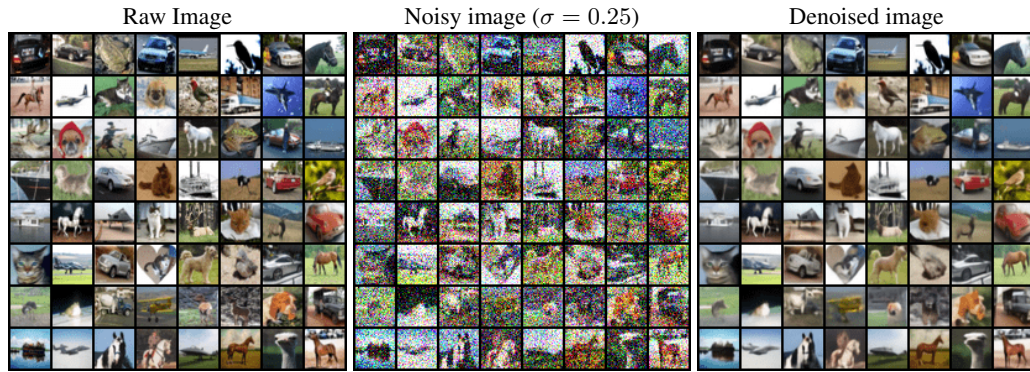 Raw Image
Noisy image (σ = 0.25)
Denoised image